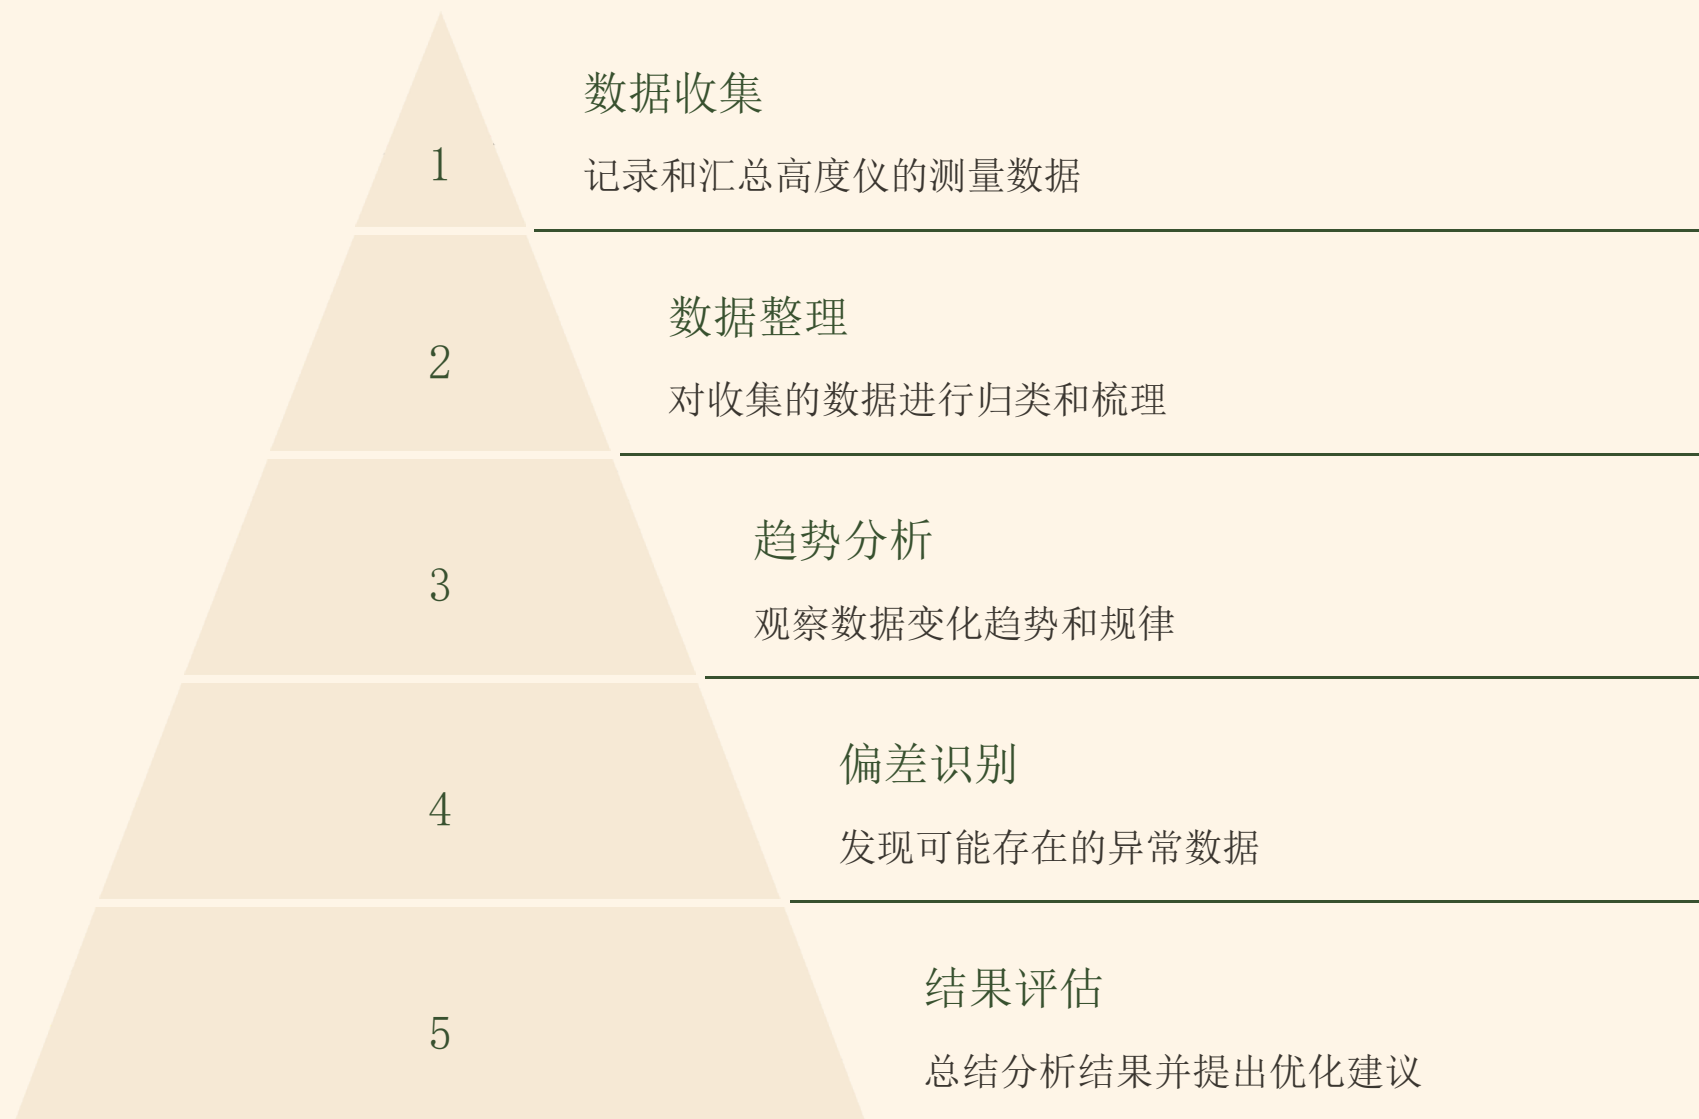 1
数据收集
记录和汇总高度仪的测量数据
2
数据整理
对收集的数据进行归类和梳理
3
趋势分析
观察数据变化趋势和规律
4
偏差识别
发现可能存在的异常数据
5
结果评估
总结分析结果并提出优化建议